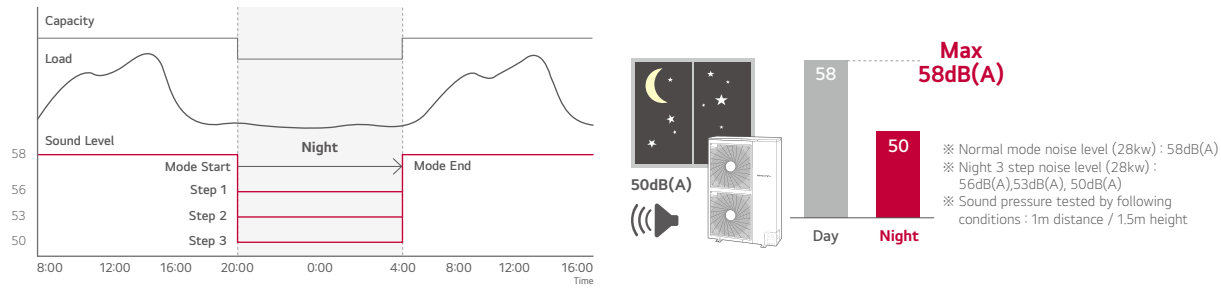 Capacity
Load
Sound Level
58
Night
Mode Start
Mode End
56
Step 1
53
Step 2
50
Step 3
8:00 12:00 16:00 20:00 0:00 4:00 8:00 12:00 16:00
Time
50dB(A)
Max
58dB(A)
58
50
Day
Night
※ Normal mode noise level (28kw) : 58dB(A)
※ Night 3 step noise level (28kw) :
56dB(A),53dB(A), 50dB(A)
※ Sound pressure tested by following
conditions : 1m distance / 1.5m height